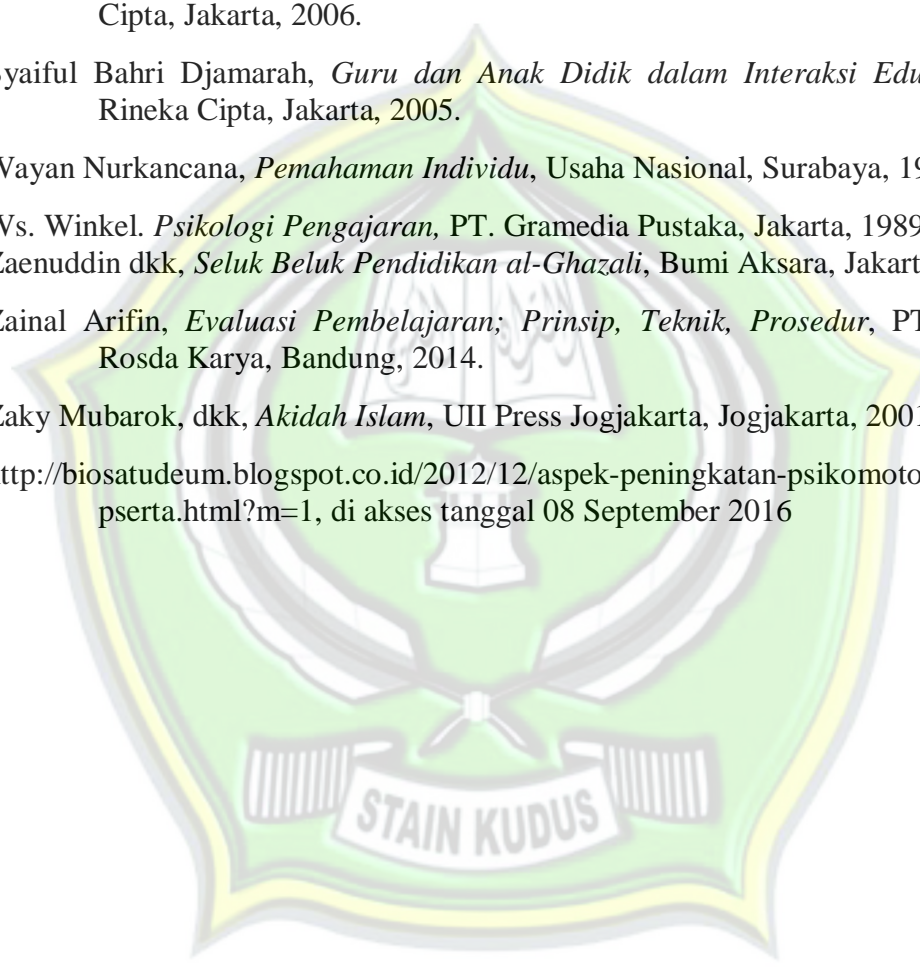 Cipta, Jakarta, 2006.
yaiful Bahri Djamarah, Guru dan Anak Didik dalam Interaksi Edu
Rineka Cipta, Jakarta, 2005.
Wayan Nurkancana, Pemahaman Individu, Usaha Nasional, Surabaya, 19
Ws. Winkel. Psikologi Pengajaran, PT. Gramedia Pustaka, Jakarta, 1989
Zaenuddin dkk, Seluk Beluk Pendidikan al-Ghazali, Bumi Aksara, Jakart
Zainal Arifin, Evaluasi Pembelajaran; Prinsip, Teknik, Prosedur, PT
Rosda Karya, Bandung, 2014.
Zaky Mubarok, dkk, Akidah Islam, UII Press Jogjakarta, Jogjakarta, 2001
ttp://biosatudeum.blogspot.co.id/2012/12/aspek-peningkatan-psikomoto
pserta.html?m=1, di akses tanggal 08 September 2016
STAIN KUDUS